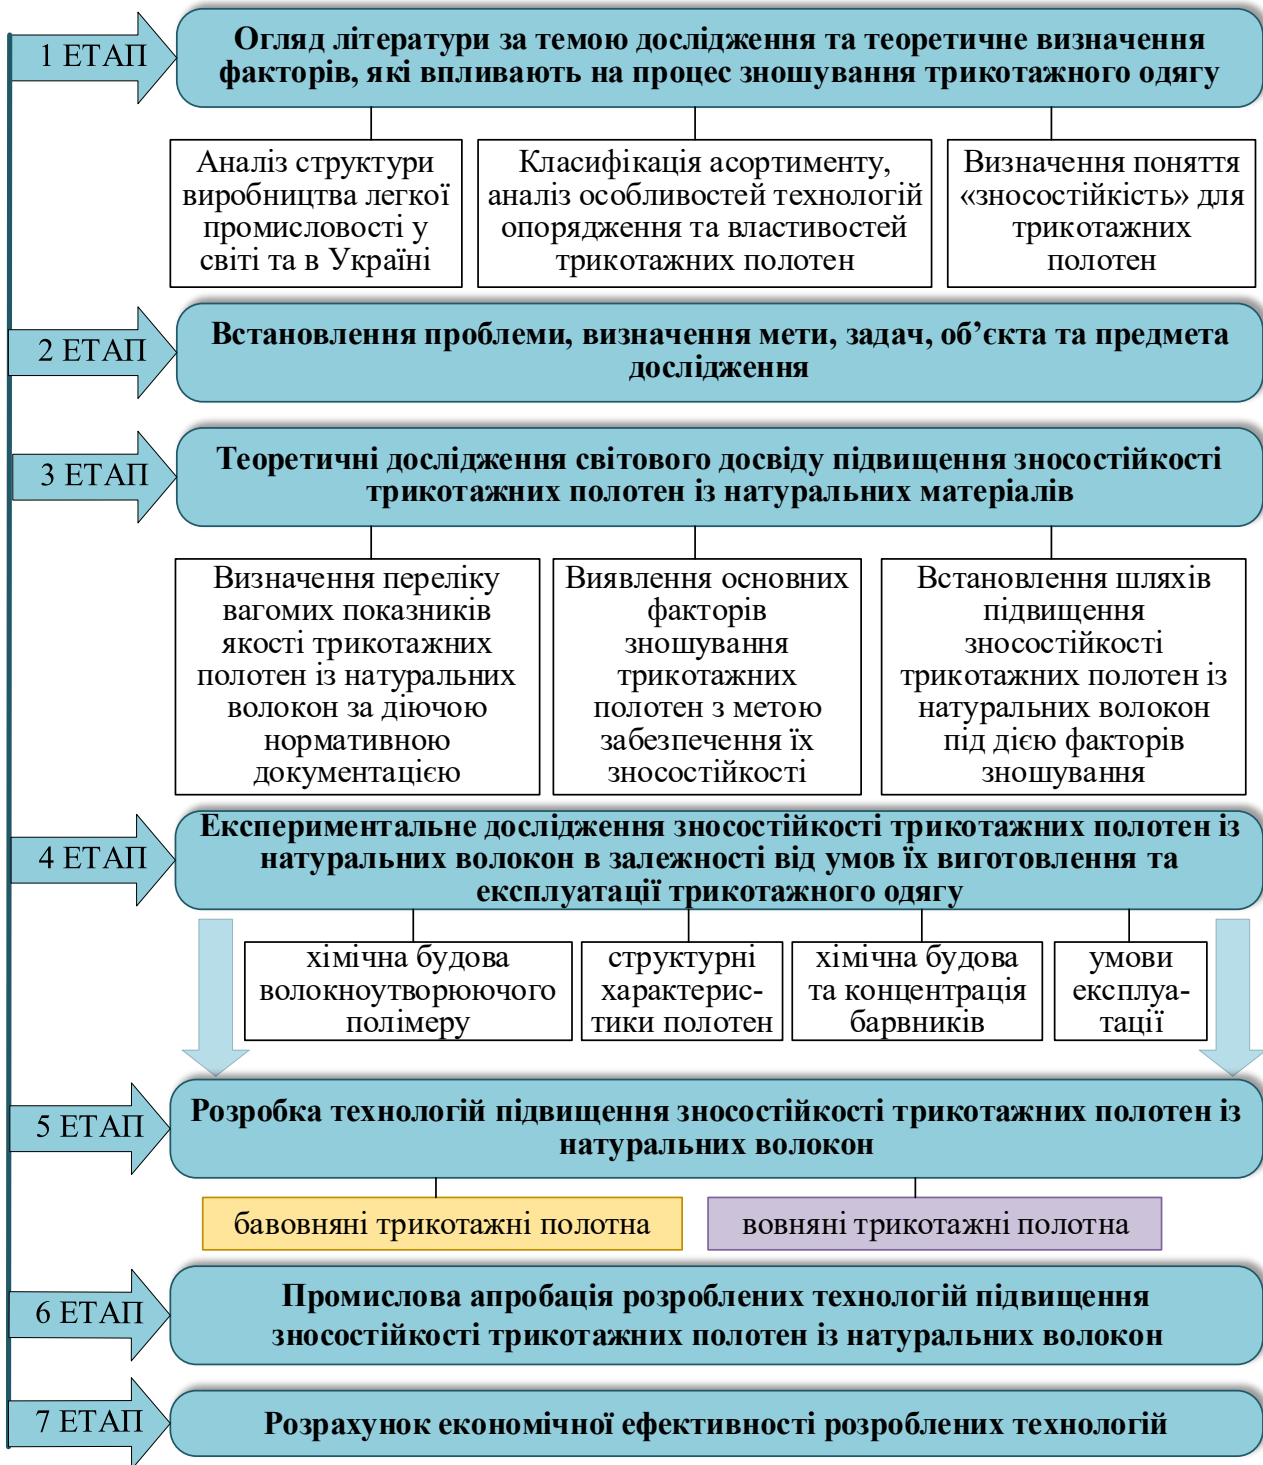 1 ЕТАП
Огляд літератури за темою дослідження та теоретичне визначення
факторів, які впливають на процес зношування трикотажного одягу
Аналіз структури
виробництва легкої
промисловості у
світі та в Україні
Класифікація асортименту,
аналіз особливостей технологій
опорядження та властивостей
трикотажних полотен
Визначення поняття
«зносостійкість» для
трикотажних
полотен
2 ЕТАП
Встановлення проблеми, визначення мети, задач, об’єкта та предмета
дослідження
3 ЕТАП
Теоретичні дослідження світового досвіду підвищення зносостійкості
трикотажних полотен із натуральних матеріалів
Визначення переліку
вагомих показників
якості трикотажних
полотен із натуральних
волокон за діючою
нормативною
документацією
Виявлення основних
факторів
зношування
трикотажних
полотен з метою
забезпечення їх
зносостійкості
Встановлення шляхів
підвищення
зносостійкості
трикотажних полотен із
натуральних волокон
під дією факторів
зношування
4 ЕТАП
Експериментальне дослідження зносостійкості трикотажних полотен із
натуральних волокон в залежності від умов їх виготовлення та
експлуатації трикотажного одягу
хімічна будова
волокноутворюючого
полімеру
структурні
характерис-
тики полотен
хімічна будова
та концентрація
барвників
умови
експлуа-
тації
5 ЕТАП
Розробка технологій підвищення зносостійкості трикотажних полотен із
натуральних волокон
бавовняні трикотажні полотна
вовняні трикотажні полотна
6 ЕТАП
Промислова апробація розроблених технологій підвищення
зносостійкості трикотажних полотен із натуральних волокон
7 ЕТАП
Розрахунок економічної ефективності розроблених технологій